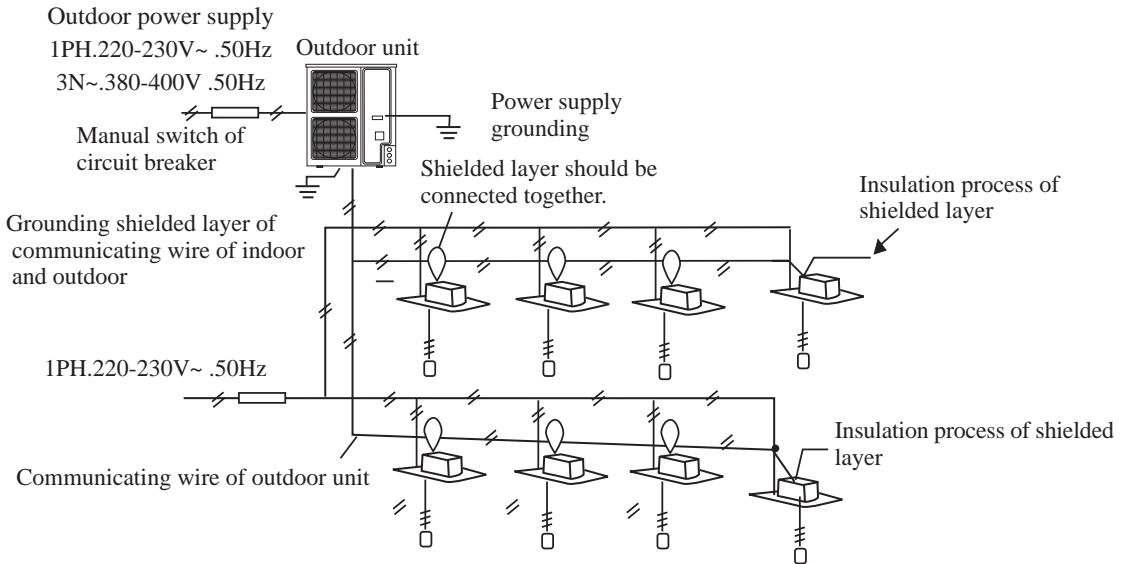 Outdoor power supply
1PH.220-230V~ .50Hz
3N~.380-400V .50Hz
Outdoor unit
Manual switch of
circuit breaker
Power supply
grounding
Shielded layer should be
connected together.
Insulation process of
shielded layer
Grounding shielded layer of
communicating wire of indoor
and outdoor
1PH.220-230V~ .50Hz
Communicating wire of outdoor unit
Insulation process of shielded
layer